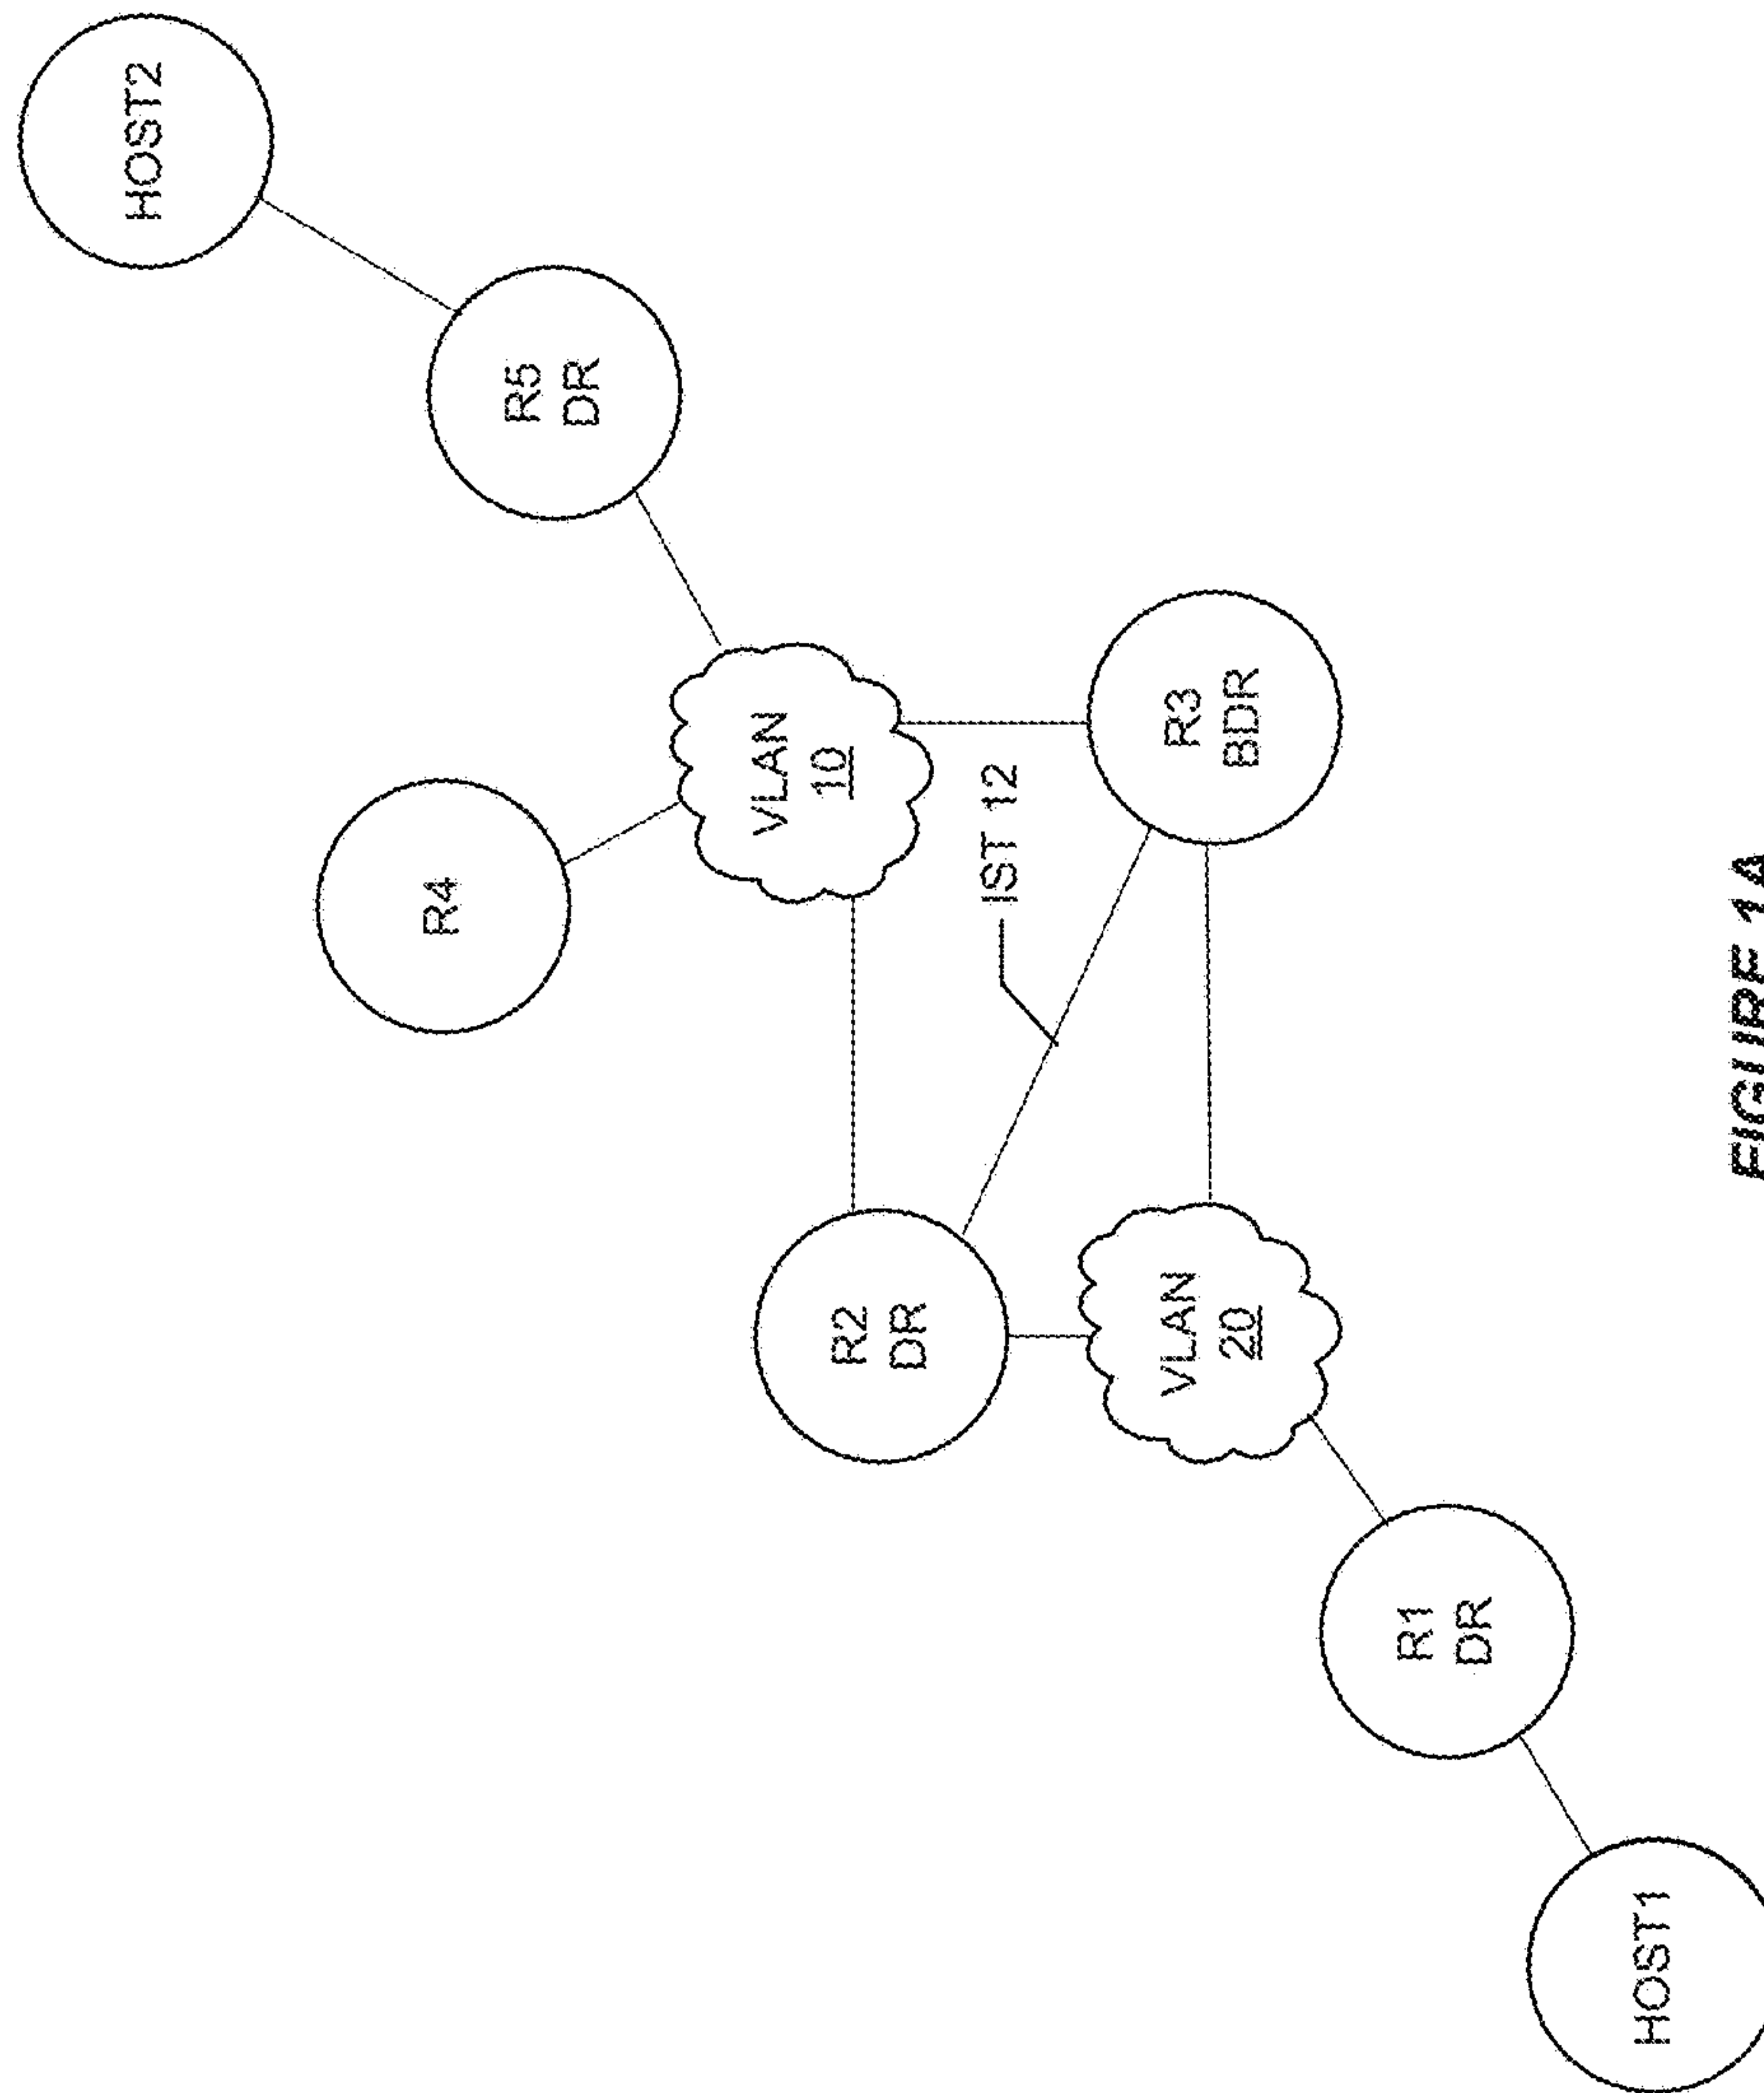 HOST2
R5
DR
R4
VLAN
10
R3
BDR
IST 12
R2
DR
VLAN
20
R1
DR
HOST1
FIGURE 1A